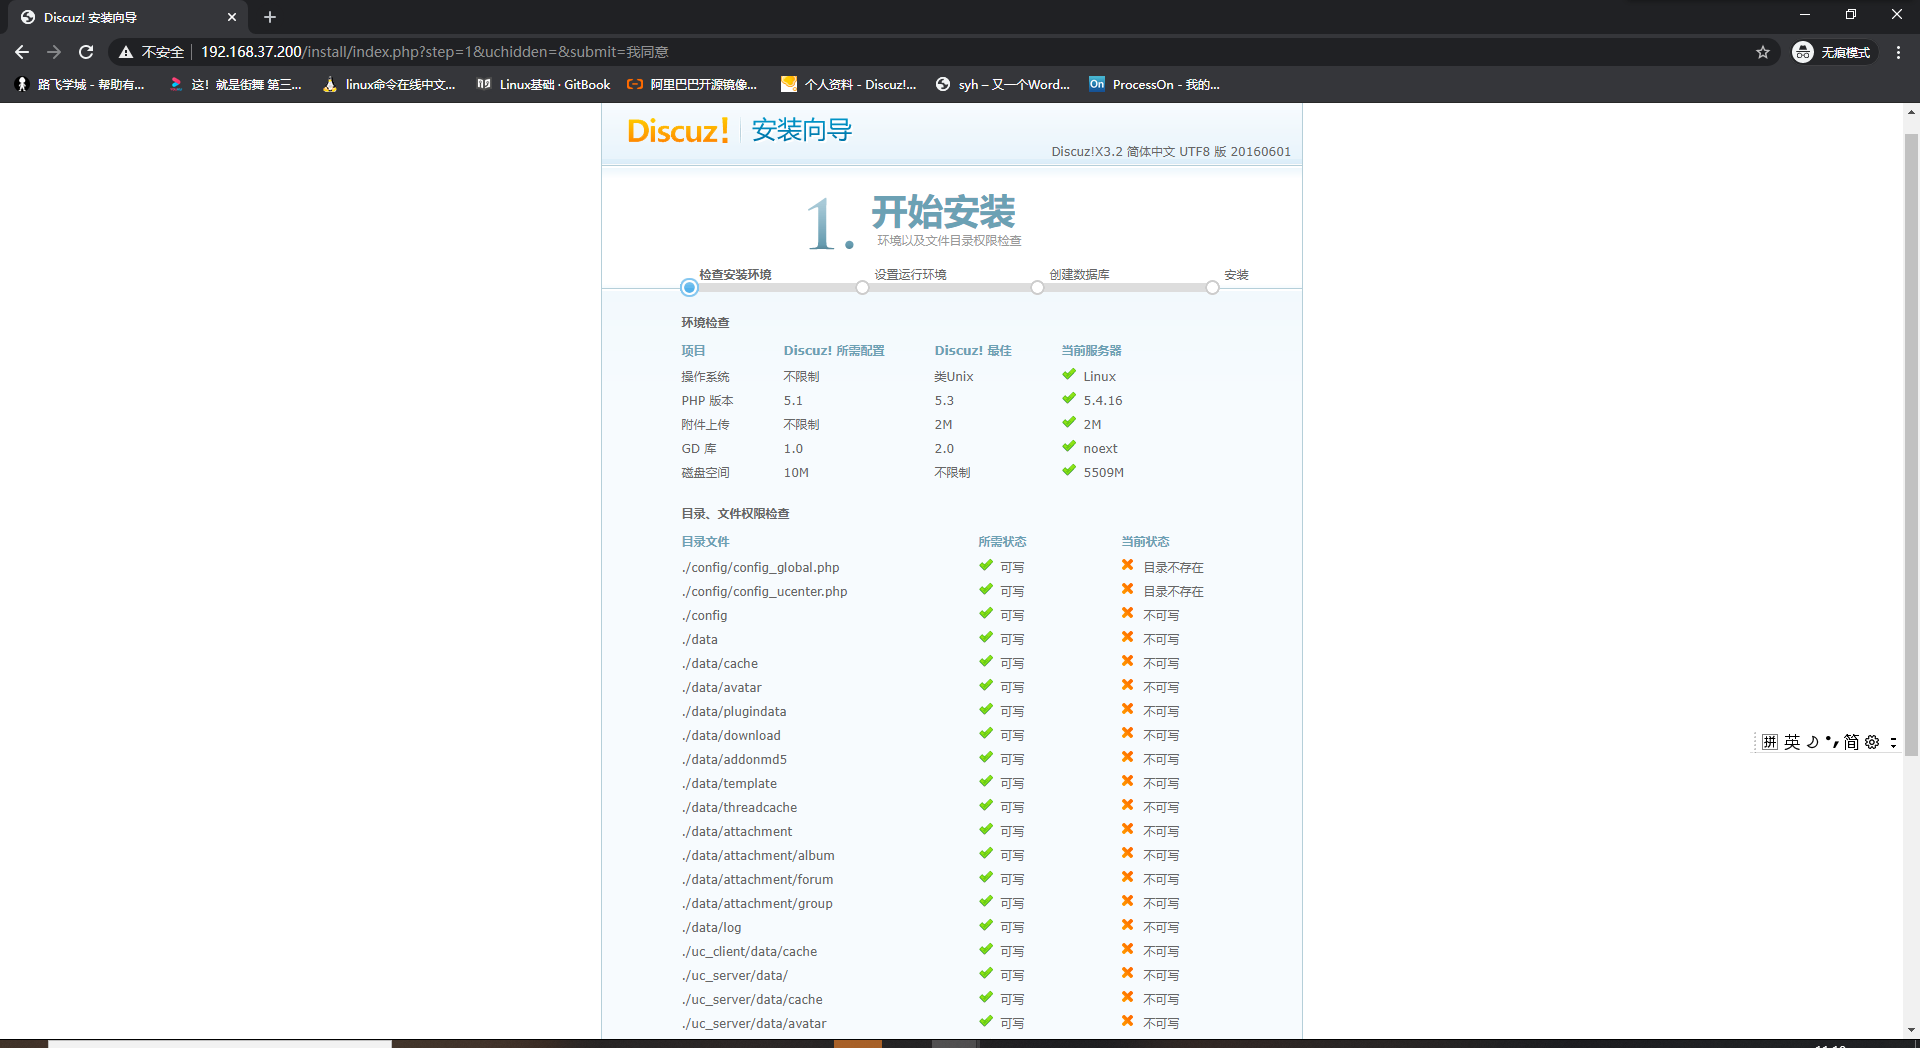 Discuz! 安装向导
不安全 192.168.37.200/install/index.php?step=1&uchidden=&submit=我同意 无痕模式
路飞学城 - 帮助有... 这！就是街舞 第三... linux命令在线中文... Linux基础 · GitBook 阿里巴巴开源镜像... 个人资料 - Discuz!... syh – 又一个Word... On ProcessOn - 我的...
Discuz! 安装向导
Discuz!X3.2 简体中文 UTF8 版 20160601
1. 开始安装
环境以及文件目录权限检查
检查安装环境 设置运行环境 创建数据库 安装
环境检查
项目 Discuz! 所需配置 Discuz! 最佳 当前服务器
操作系统 不限制 类Unix Linux
PHP 版本 5.1 5.3 5.4.16
附件上传 不限制 2M 2M
GD 库 1.0 2.0 noext
磁盘空间 10M 不限制 5509M
目录、文件权限检查
目录文件 所需状态 当前状态
./config/config_global.php 可写 目录不存在
./config/config_ucenter.php 可写 目录不存在
./config 可写 不可写
./data 可写 不可写
./data/cache 可写 不可写
./data/avatar 可写 不可写
./data/plugindata 可写 不可写
./data/download 可写 不可写
./data/addonmd5 可写 不可写
./data/template 可写 不可写
./data/threadcache 可写 不可写
./data/attachment 可写 不可写
./data/attachment/album 可写 不可写
./data/attachment/forum 可写 不可写
./data/attachment/group 可写 不可写
./data/log 可写 不可写
./uc_client/data/cache 可写 不可写
./uc_server/data/ 可写 不可写
./uc_server/data/cache 可写 不可写
./uc_server/data/avatar 可写 不可写
拼 英 简